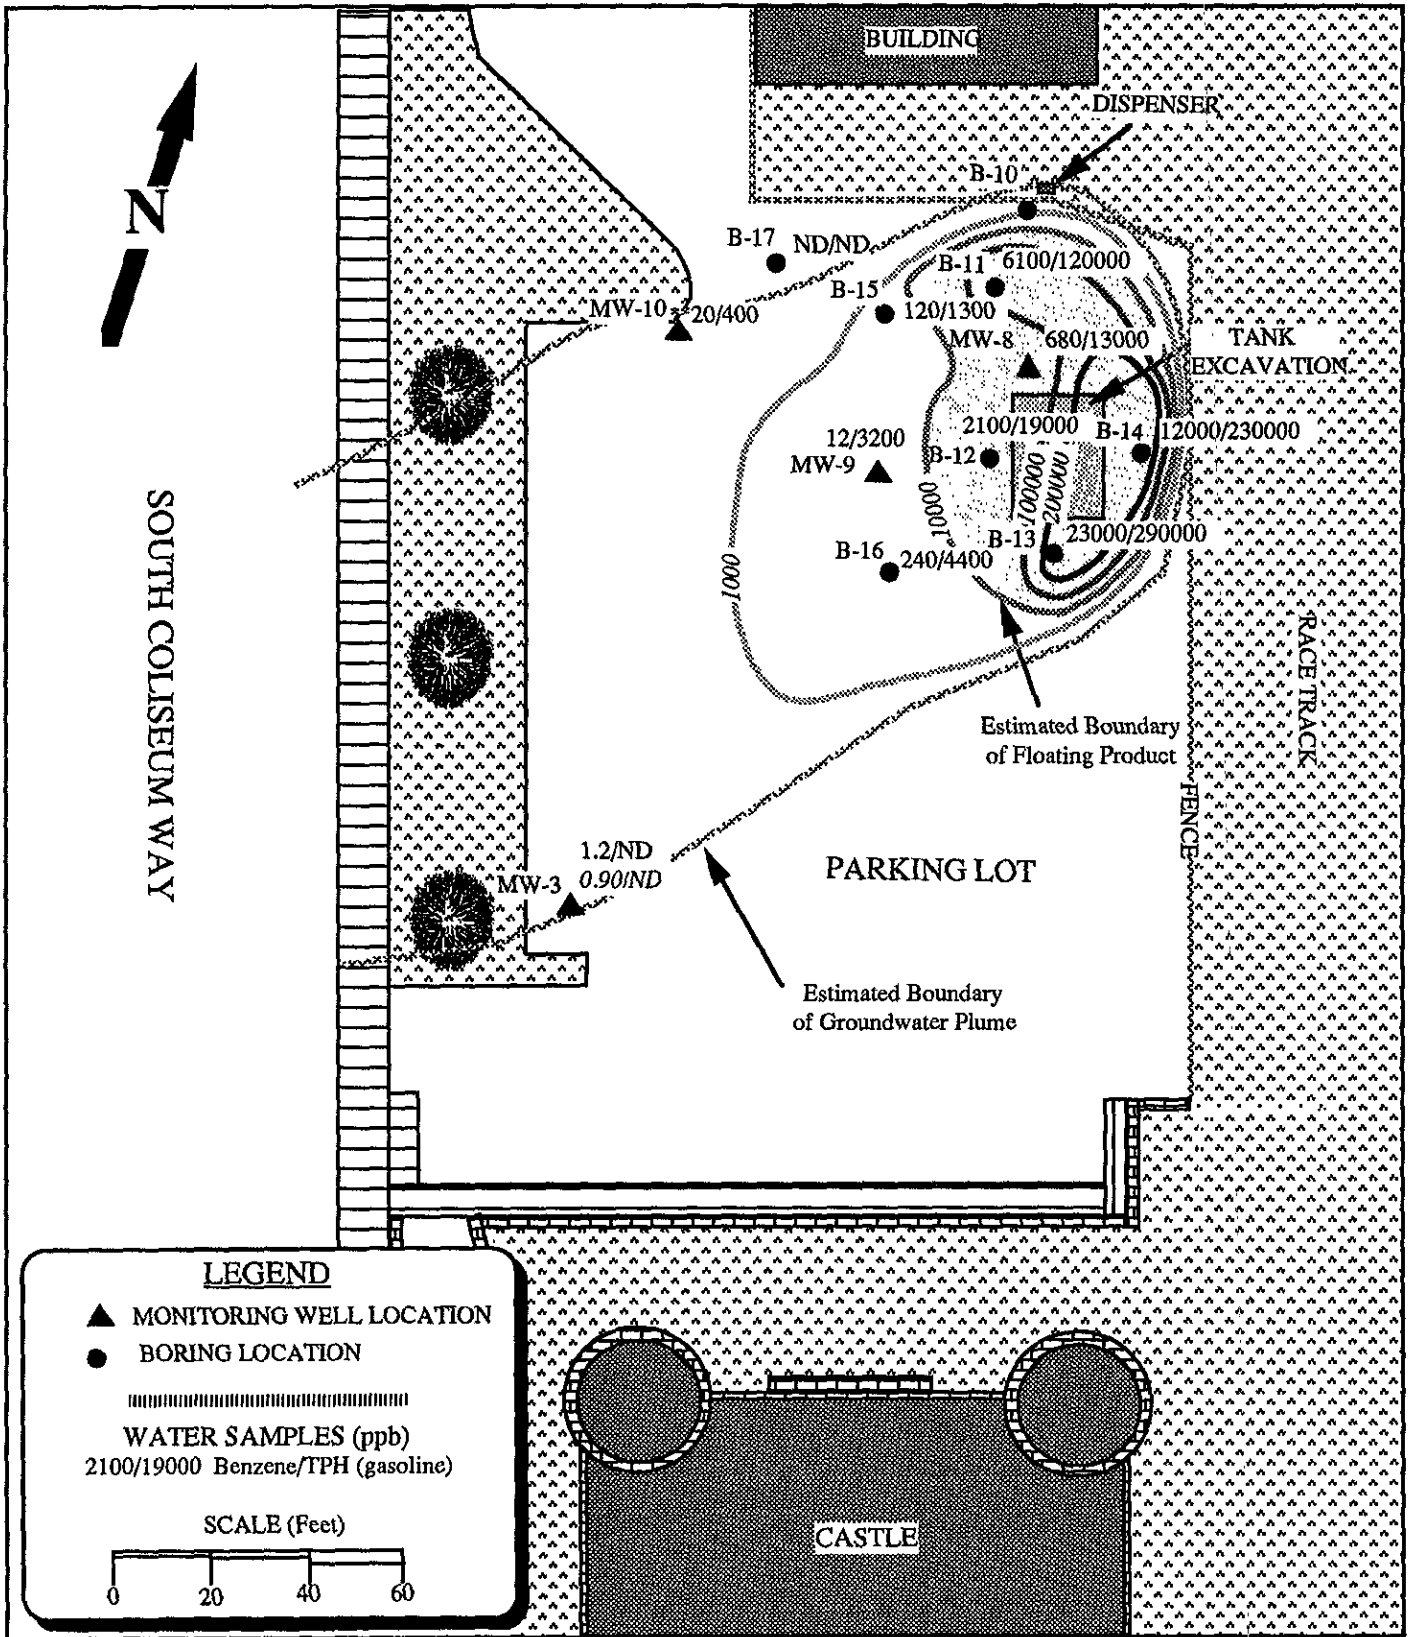 BUILDING
DISPENSER
N
B-10
B-17
ND/ND
B-11
6100/120000
B-15
120/1300
MW-10
20/400
MW-8
680/13000
TANK
EXCAVATION
2100/19000
B-14
12000/230000
12/3200
MW-9
B-12
10000
100000
200000
B-13
23000/290000
B-16
240/4400
1000
SOUTH COLISEUM WAY
RACE TRACK
Estimated Boundary
of Floating Product
FENCE
1.2/ND
MW-3
0.90/ND
PARKING LOT
Estimated Boundary
of Groundwater Plume
LEGEND
MONITORING WELL LOCATION
BORING LOCATION
WATER SAMPLES (ppb)
2100/19000 Benzene/TPH (gasoline)
SCALE (Feet)
0 20 40 60
CASTLE